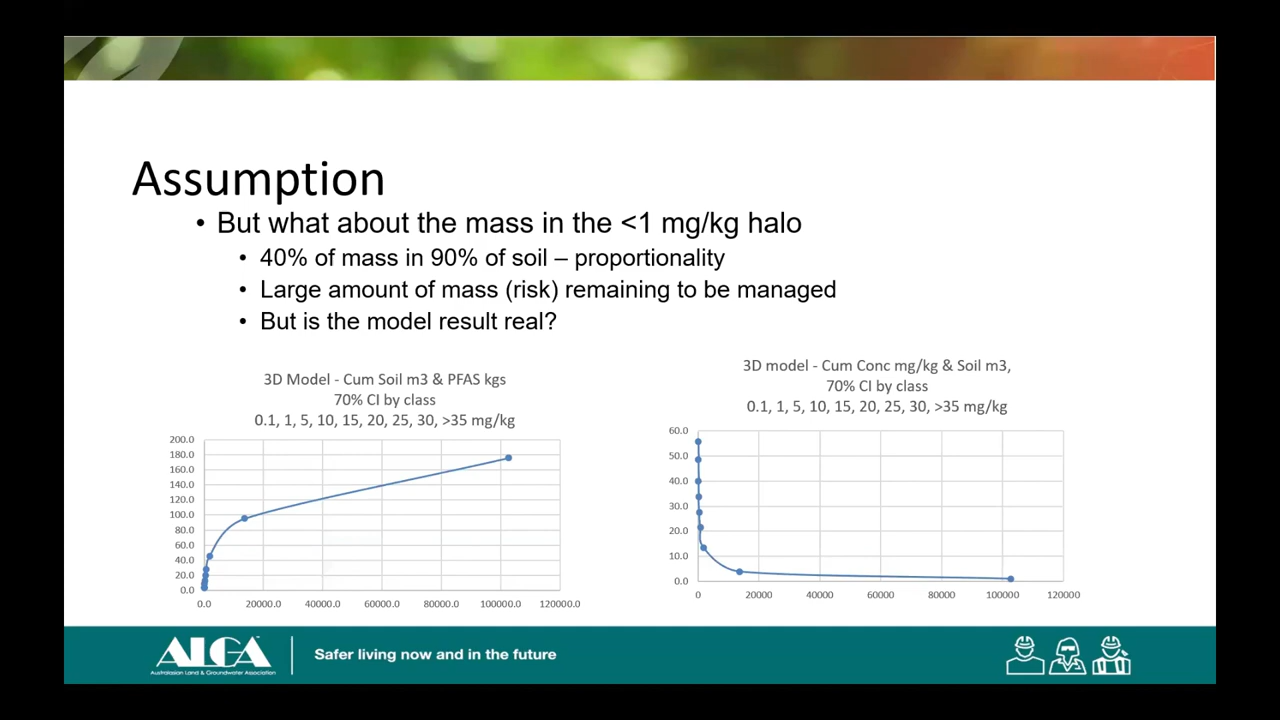 Assumption
• But what about the mass in the <1 mg/kg halo
• 40% of mass in 90% of soil – proportionality
• Large amount of mass (risk) remaining to be managed
• But is the model result real?
3D Model - Cum Soil m3 & PFAS kgs
70% CI by class
0.1, 1, 5, 10, 15, 20, 25, 30, >35 mg/kg
200.0
180.0
160.0
140.0
120.0
100.0
80.0
60.0
40.0
20.0
0.0
0.0 20000.0 40000.0 60000.0 80000.0 100000.0 120000.0
3D model - Cum Conc mg/kg & Soil m3,
70% CI by class
0.1, 1, 5, 10, 15, 20, 25, 30, >35 mg/kg
60.0
50.0
40.0
30.0
20.0
10.0
0.0
0 20000 40000 60000 80000 100000 120000
ALGA
Australasian Land & Groundwater Association
Safer living now and in the future